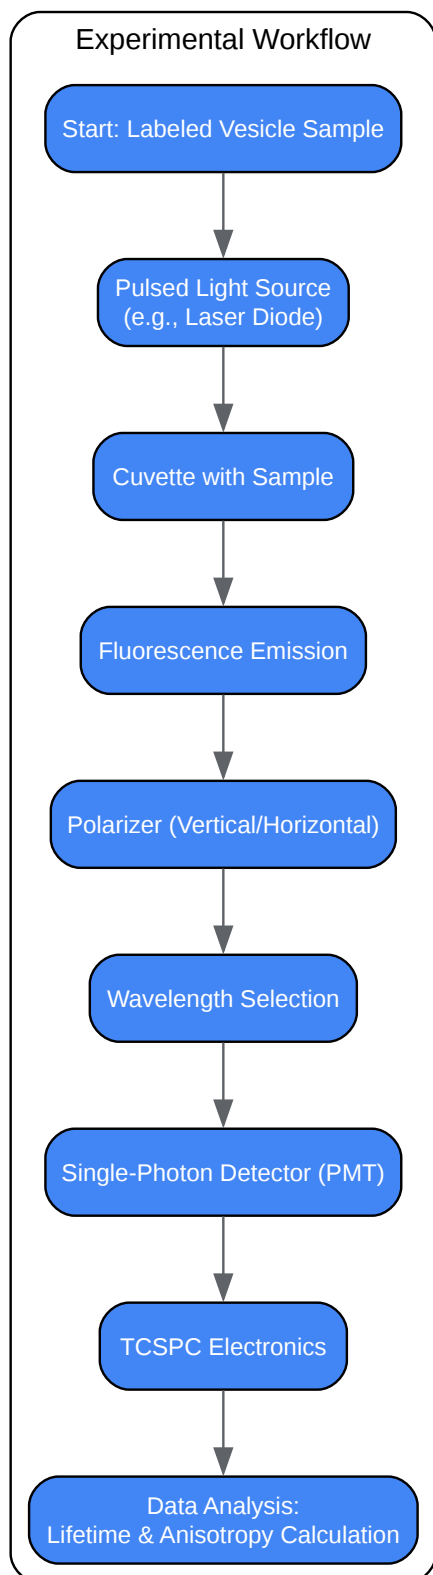 Experimental Workflow
Start: Labeled Vesicle Sample
Pulsed Light Source
(e.g., Laser Diode)
Cuvette with Sample
Fluorescence Emission
Polarizer (Vertical/Horizontal)
Wavelength Selection
Single-Photon Detector (PMT)
TCSPC Electronics
Data Analysis:
Lifetime & Anisotropy Calculation